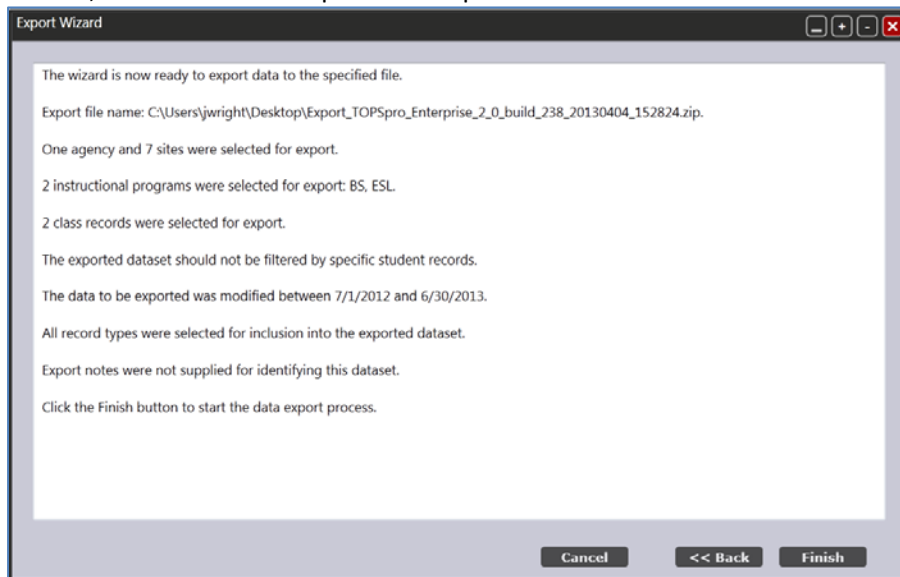 Export Wizard
The wizard is now ready to export data to the specified file.
Export file name: C:\Users\jwright\Desktop\Export_TOPSpro_Enterprise_2_0_build_238_20130404_152824.zip.
One agency and 7 sites were selected for export.
2 instructional programs were selected for export: BS, ESL.
2 class records were selected for export.
The exported dataset should not be filtered by specific student records.
The data to be exported was modified between 7/1/2012 and 6/30/2013.
All record types were selected for inclusion into the exported dataset.
Export notes were not supplied for identifying this dataset.
Click the Finish button to start the data export process.
Cancel << Back Finish